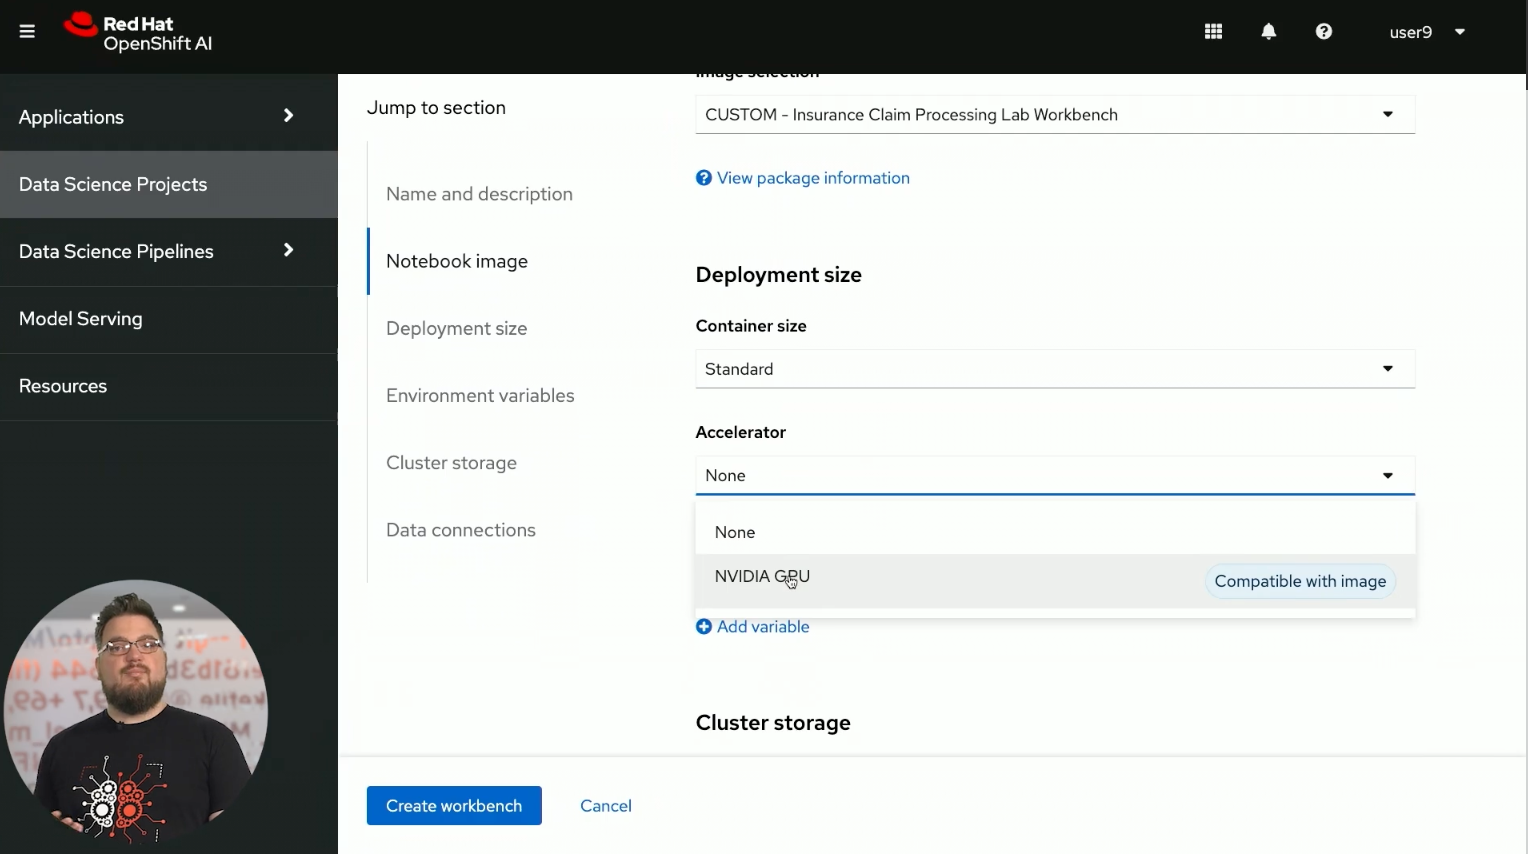 Red Hat
OpenShift AI
user9
Applications
Data Science Projects
Data Science Pipelines
Model Serving
Resources
Jump to section
Name and description
Notebook image
Deployment size
Environment variables
Cluster storage
Data connections
Image selection
CUSTOM - Insurance Claim Processing Lab Workbench
View package information
Deployment size
Container size
Standard
Accelerator
None
None
NVIDIA GPU
Compatible with image
Add variable
Cluster storage
Create workbench
Cancel